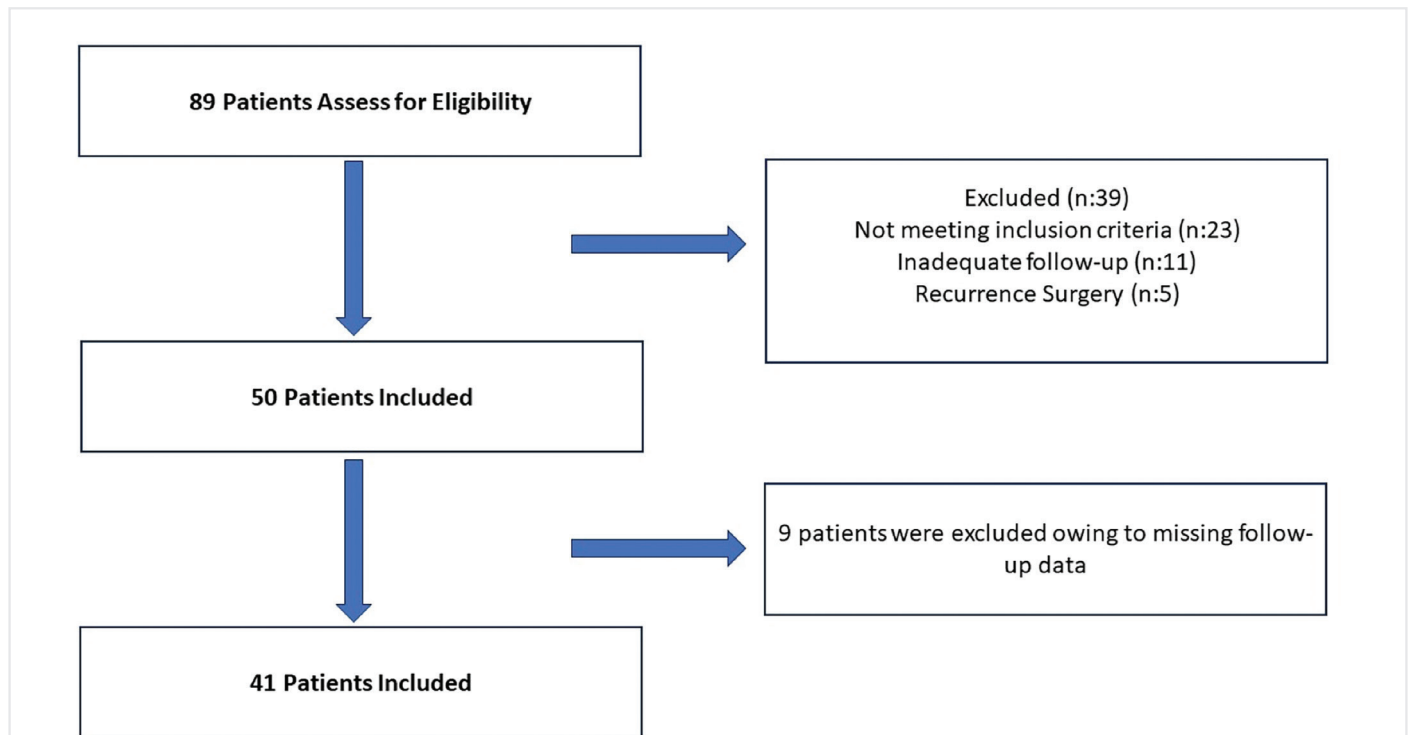 89 Patients Assess for Eligibility
Excluded (n:39)
Not meeting inclusion criteria (n:23)
Inadequate follow-up (n:11)
Recurrence Surgery (n:5)
50 Patients Included
9 patients were excluded owing to missing follow-
up data
41 Patients Included